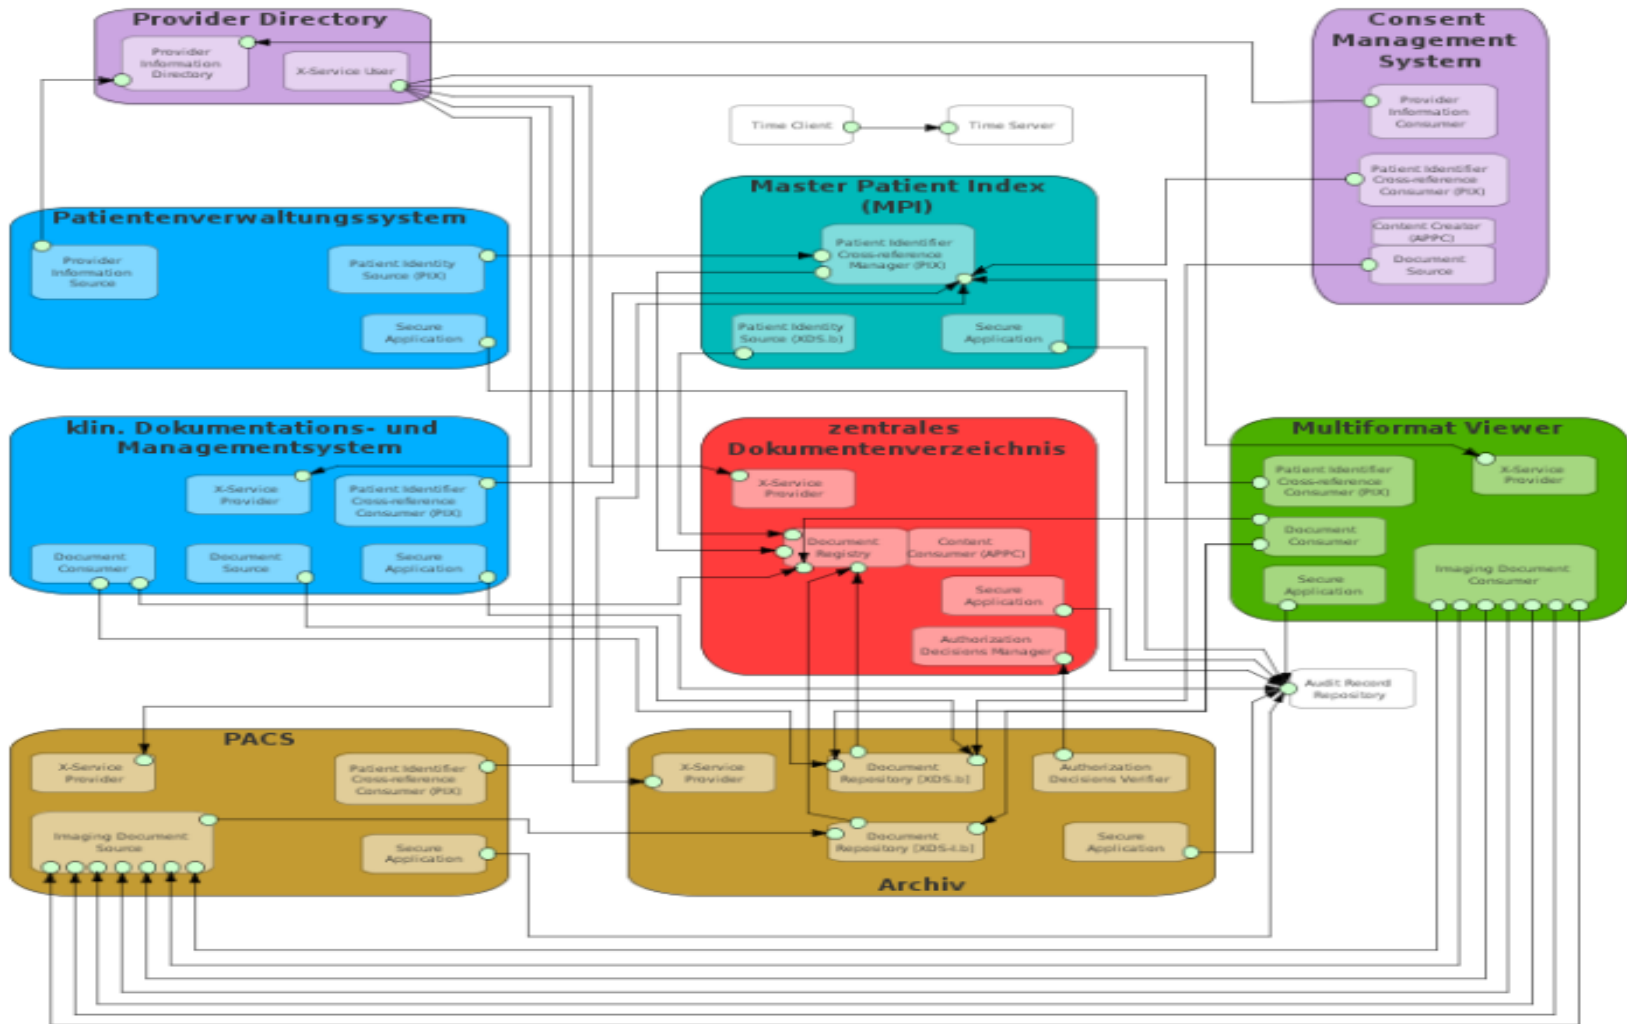 Provider Directory
Provider
Information
Directory
X-Service User
Consent
Management
System
Provider
Information
Consumer
Patient Identifier
Cross-reference
Consumer (PIX)
Content Creator
(APPC)
Document
Source
Time Client
Time Server
Patientenverwaltungssystem
Provider
Information
Source
Patient Identity
Source (PIX)
Secure
Application
Master Patient Index
(MPI)
Patient Identifier
Cross-reference
Manager (PIX)
Patient Identity
Source (XDS.b)
Secure
Application
klin. Dokumentations- und
Managementsystem
X-Service
Provider
Patient Identifier
Cross-reference
Consumer (PIX)
Document
Consumer
Document
Source
Secure
Application
zentrales
Dokumentenverzeichnis
X-Service
Provider
Document
Registry
Content
Consumer (APPC)
Secure
Application
Authorization
Decisions Manager
Multiformat Viewer
Patient Identifier
Cross-reference
Consumer (PIX)
X-Service
Provider
Document
Consumer
Imaging Document
Consumer
Secure
Application
Audit Record
Repository
PACS
X-Service
Provider
Patient Identifier
Cross-reference
Consumer (PIX)
Imaging Document
Source
Secure
Application
X-Service
Provider
Document
Repository [XDS.b]
Authorization
Decisions Verifier
Document
Repository [XDS-I.b]
Secure
Application
Archiv